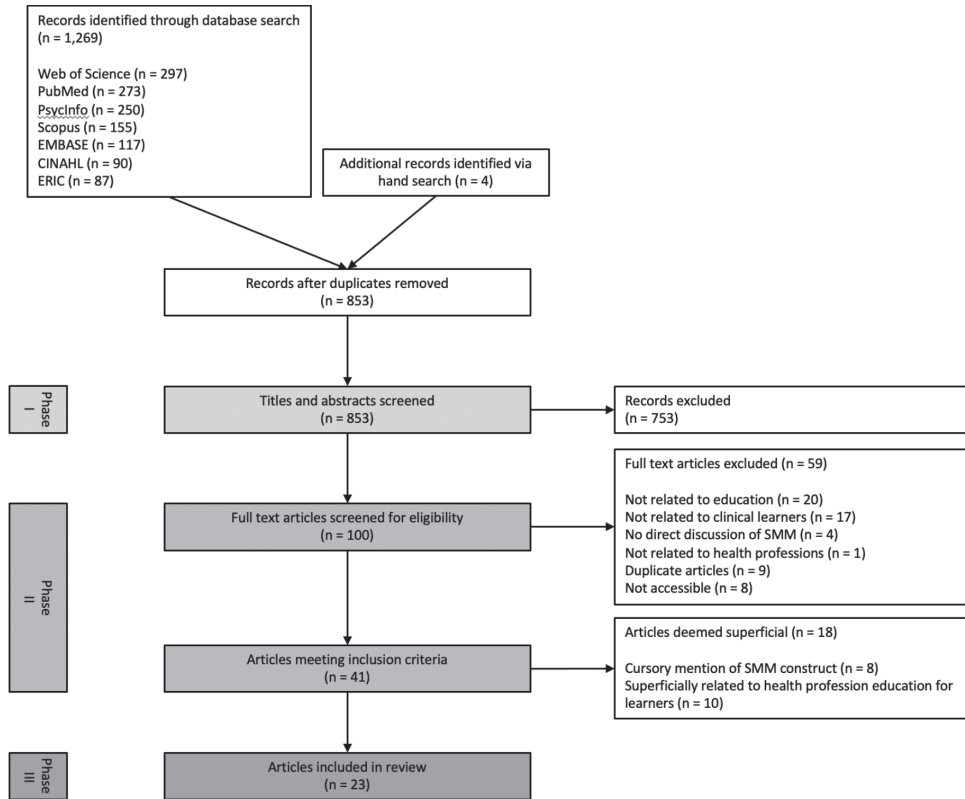 Records identified through database search
(n = 1,269)
Web of Science (n = 297)
PubMed (n = 273)
PsycInfo (n = 250)
Scopus (n = 155)
EMBASE (n = 117)
CINAHL (n = 90)
ERIC (n = 87)
Additional records identified via
hand search (n = 4)
Records after duplicates removed
(n = 853)
Phase
I
Titles and abstracts screened
(n = 853)
Records excluded
(n = 753)
Phase
II
Full text articles screened for eligibility
(n = 100)
Full text articles excluded (n = 59)
Not related to education (n = 20)
Not related to clinical learners (n = 17)
No direct discussion of SMM (n = 4)
Not related to health professions (n = 1)
Duplicate articles (n = 9)
Not accessible (n = 8)
Articles meeting inclusion criteria
(n = 41)
Articles deemed superficial (n = 18)
Cursory mention of SMM construct (n = 8)
Superficially related to health profession education for
learners (n = 10)
Phase
III
Articles included in review
(n = 23)